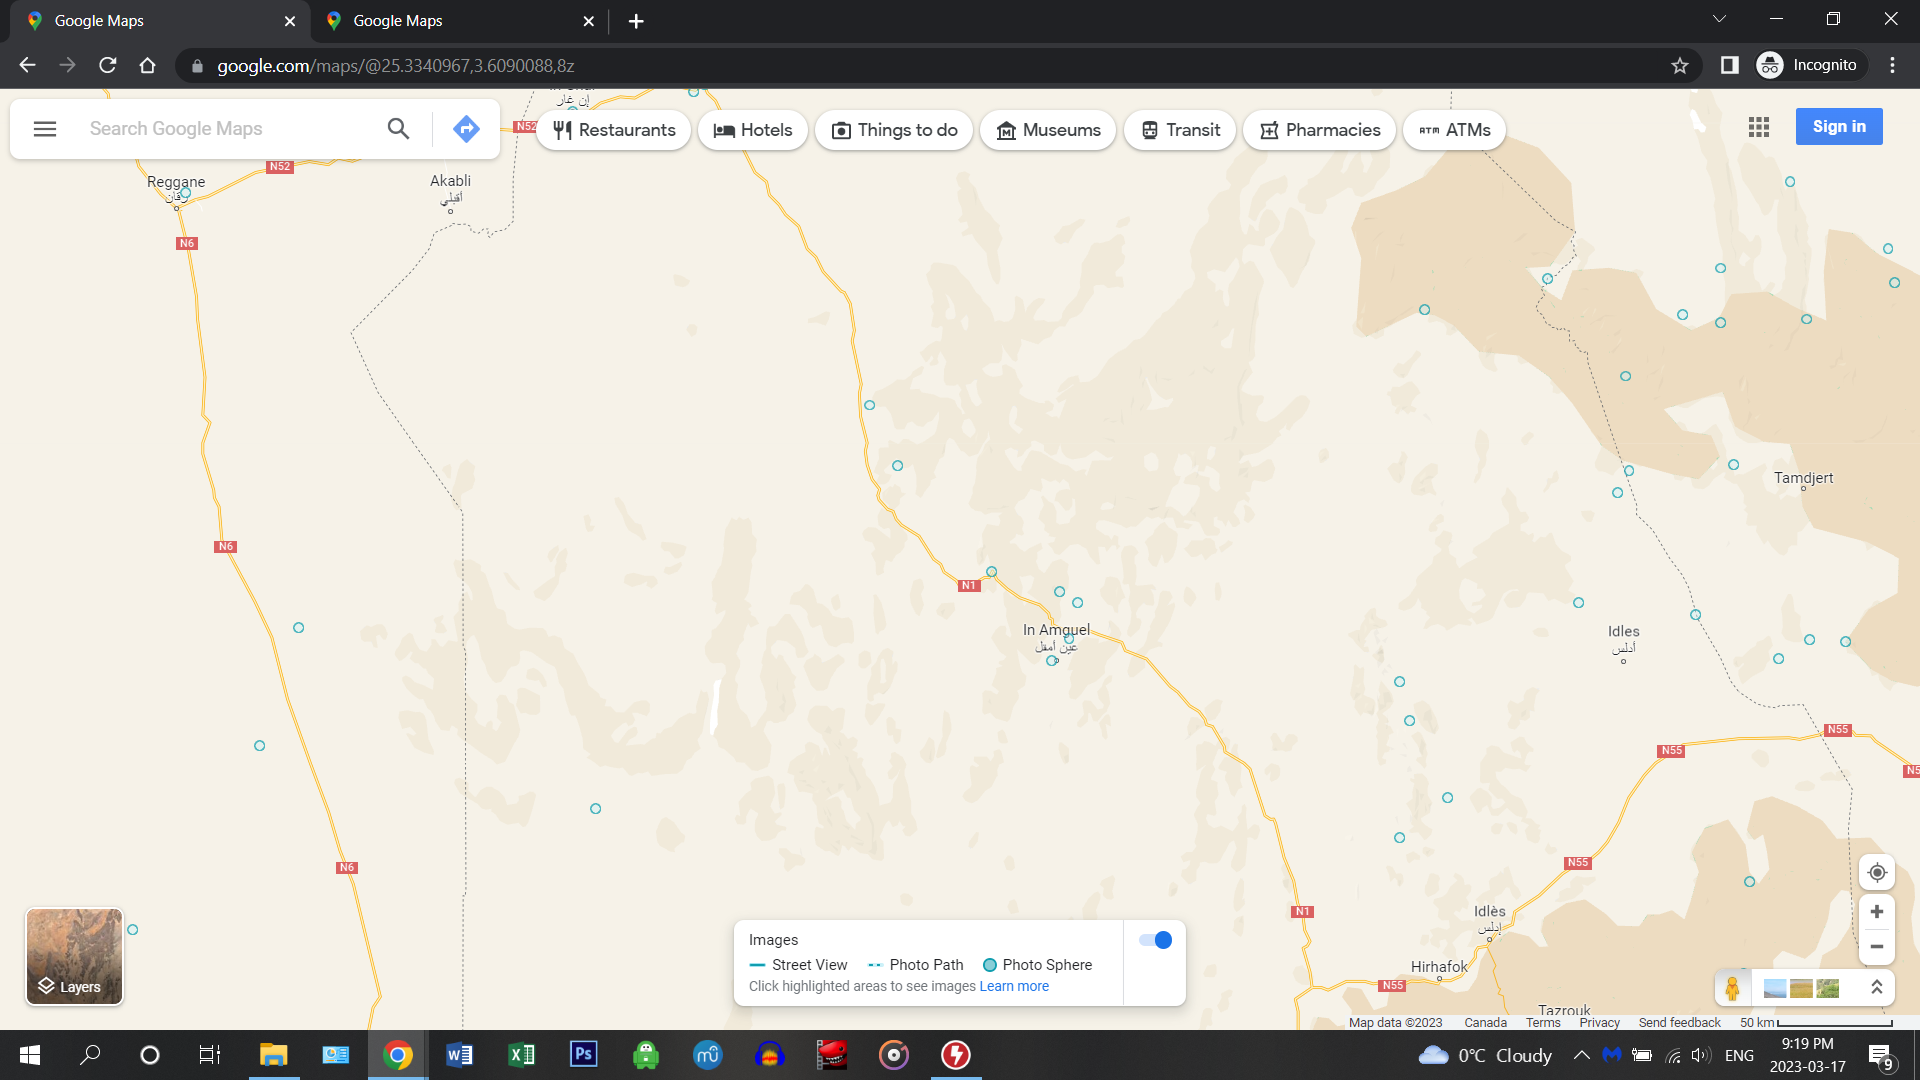 Google Maps
Google Maps
google.com/maps/@25.3340967,3.6090088,8z
Incognito
Search Google Maps
إن غار
N52
Restaurants
Hotels
Things to do
Museums
Transit
Pharmacies
ATM ATMs
Sign in
N52
Reggane
رقان
Akabli
أقبلي
N6
Tamdjert
N6
N1
In Amguel
عين أمقل
Idles
أدلس
N55
N55
N6
N55
N1
Idlès
إدلس
Hirhafok
N55
Tazrouk
Layers
Images
Street View
Photo Path
Photo Sphere
Click highlighted areas to see images Learn more
Map data ©2023 Canada Terms Privacy Send feedback 50 km
0°C Cloudy
ENG
9:19 PM
2023-03-17
9